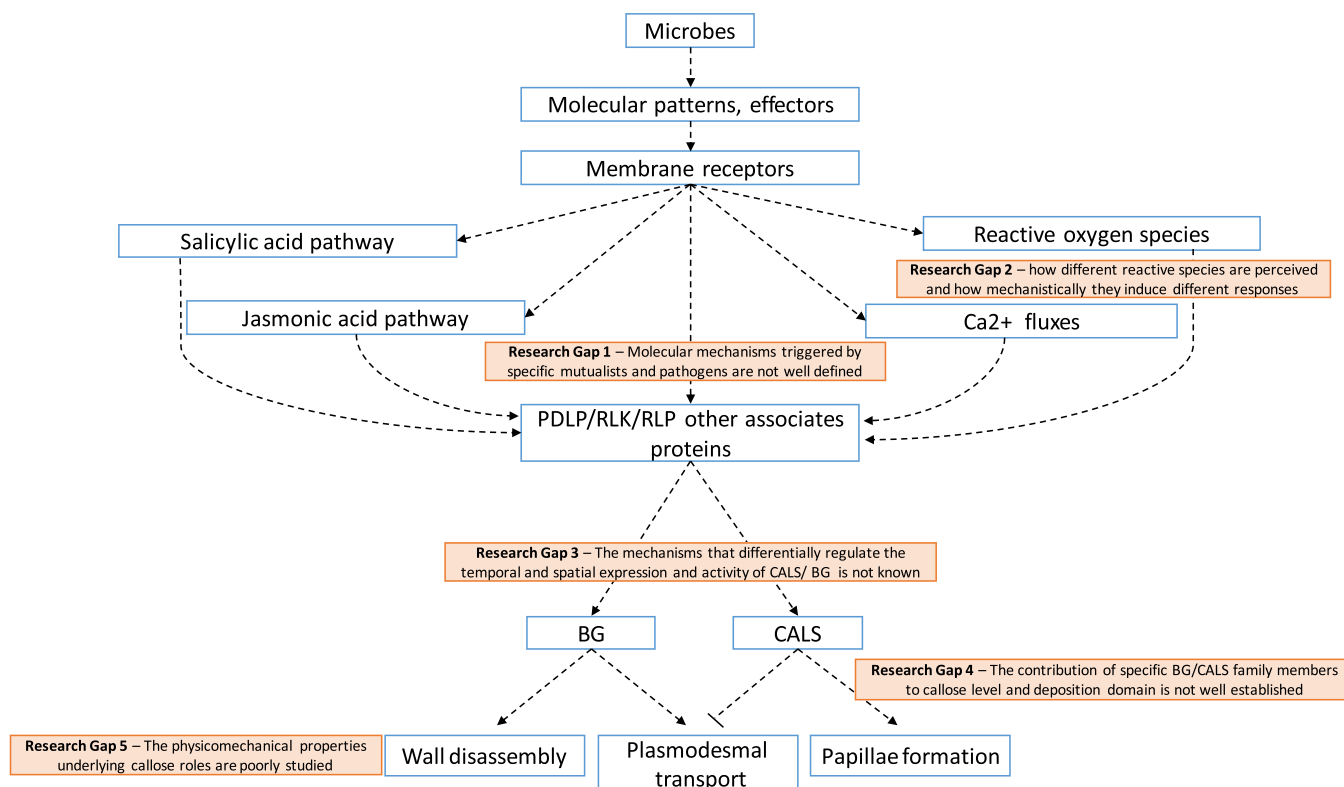 Microbes
Molecular patterns, effectors
Membrane receptors
Salicylic acid pathway
Reactive oxygen species
Research Gap 2 – how different reactive species are perceived
and how mechanistically they induce different responses
Jasmonic acid pathway
Ca2+ fluxes
Research Gap 1 – Molecular mechanisms triggered by
specific mutualists and pathogens are not well defined
PDLP/RLK/RLP other associates
proteins
Research Gap 3 – The mechanisms that differentially regulate the
temporal and spatial expression and activity of CALS/ BG is not known
BG
CALS
Research Gap 4 – The contribution of specific BG/CALS family members
to callose level and deposition domain is not well established
Research Gap 5 – The physicomechanical properties
underlying callose roles are poorly studied
Wall disassembly
Plasmodesmal
transport
Papillae formation